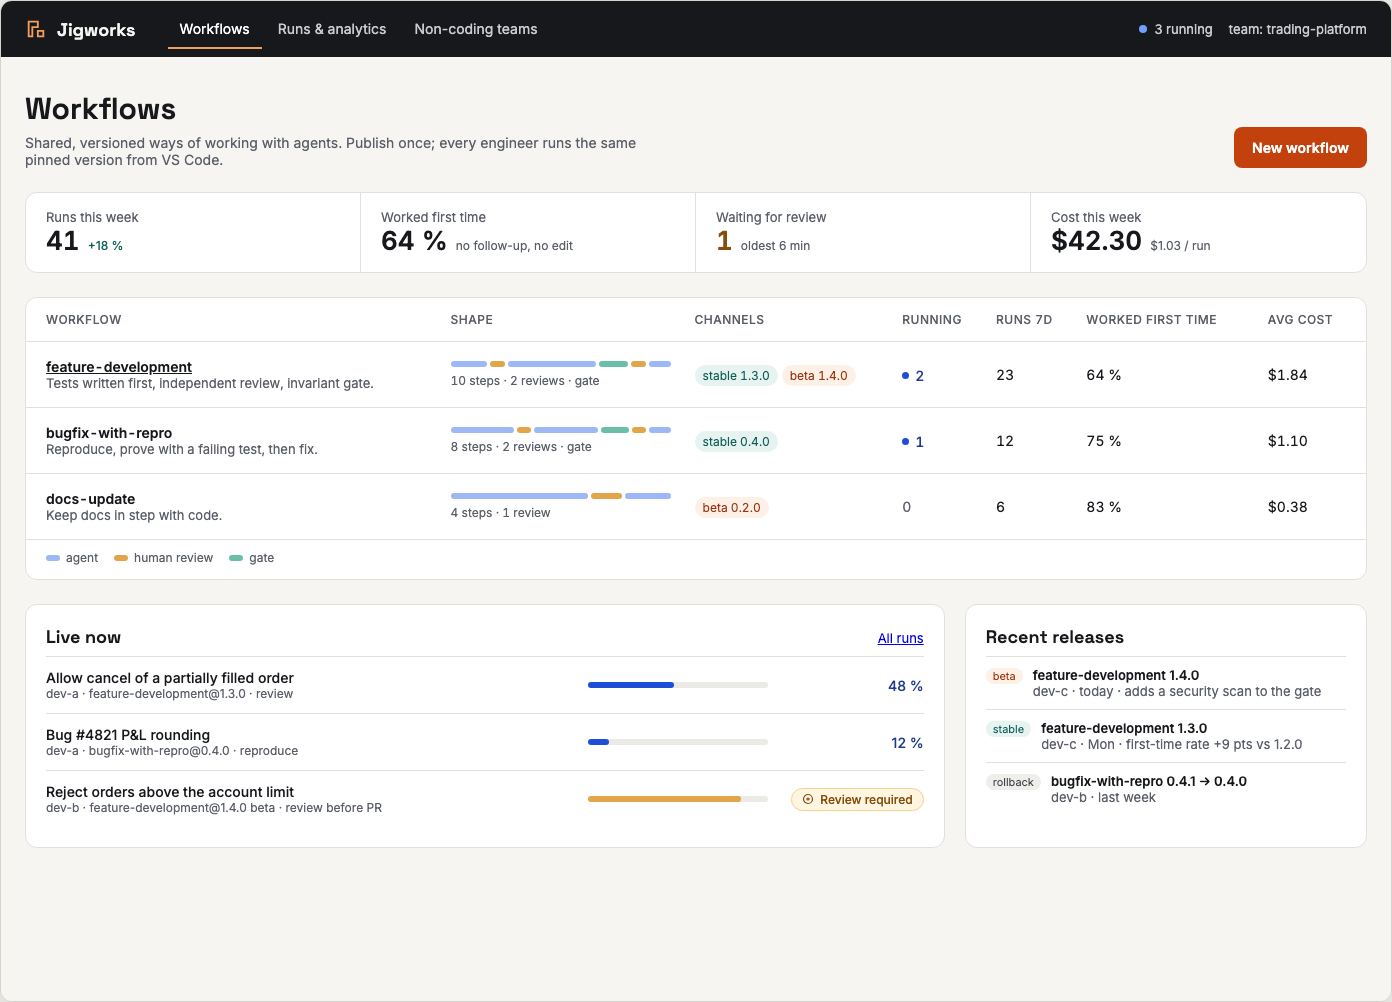 Jigworks
Workflows
Runs & analytics
Non-coding teams
3 running
team: trading-platform
Workflows
Shared, versioned ways of working with agents. Publish once; every engineer runs the same
pinned version from VS Code.
New workflow
Runs this week
41 +18 %
Worked first time
64 % no follow-up, no edit
Waiting for review
1 oldest 6 min
Cost this week
$42.30 $1.03 / run
WORKFLOW SHAPE CHANNELS RUNNING RUNS 7D WORKED FIRST TIME AVG COST
feature-development
Tests written first, independent review, invariant gate.
10 steps · 2 reviews · gate
stable 1.3.0 beta 1.4.0
2 23 64 % $1.84
bugfix-with-repro
Reproduce, prove with a failing test, then fix.
8 steps · 2 reviews · gate
stable 0.4.0
1 12 75 % $1.10
docs-update
Keep docs in step with code.
4 steps · 1 review
beta 0.2.0
0 6 83 % $0.38
agent human review gate
Live now
All runs
Allow cancel of a partially filled order
dev-a · feature-development@1.3.0 · review
48 %
Bug #4821 P&L rounding
dev-a · bugfix-with-repro@0.4.0 · reproduce
12 %
Reject orders above the account limit
dev-b · feature-development@1.4.0 beta · review before PR
Review required
Recent releases
beta feature-development 1.4.0
dev-c · today · adds a security scan to the gate
stable feature-development 1.3.0
dev-c · Mon · first-time rate +9 pts vs 1.2.0
rollback bugfix-with-repro 0.4.1 → 0.4.0
dev-b · last week